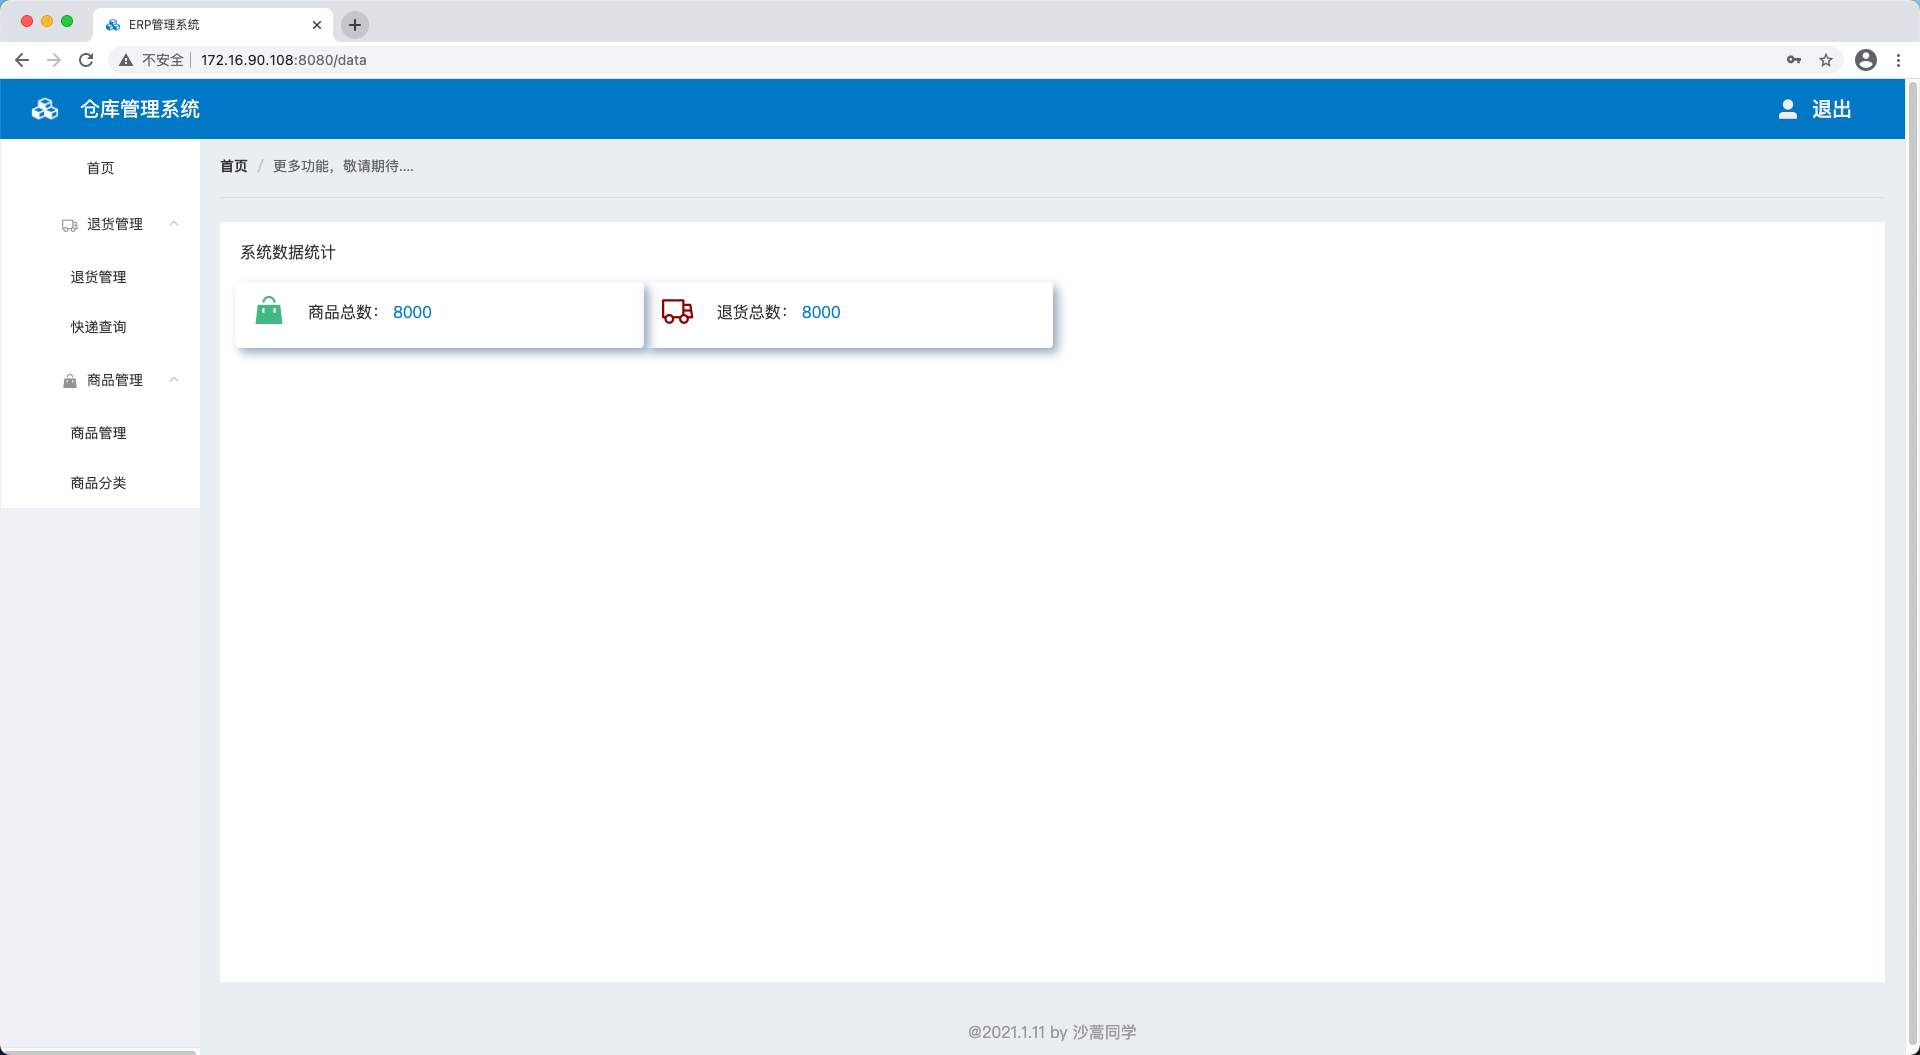 ERP管理系统
不安全 172.16.90.108:8080/data
仓库管理系统
退出
首页
退货管理
退货管理
快递查询
商品管理
商品管理
商品分类
首页 / 更多功能，敬请期待....
系统数据统计
商品总数： 8000
退货总数： 8000
@2021.1.11 by 沙蒿同学